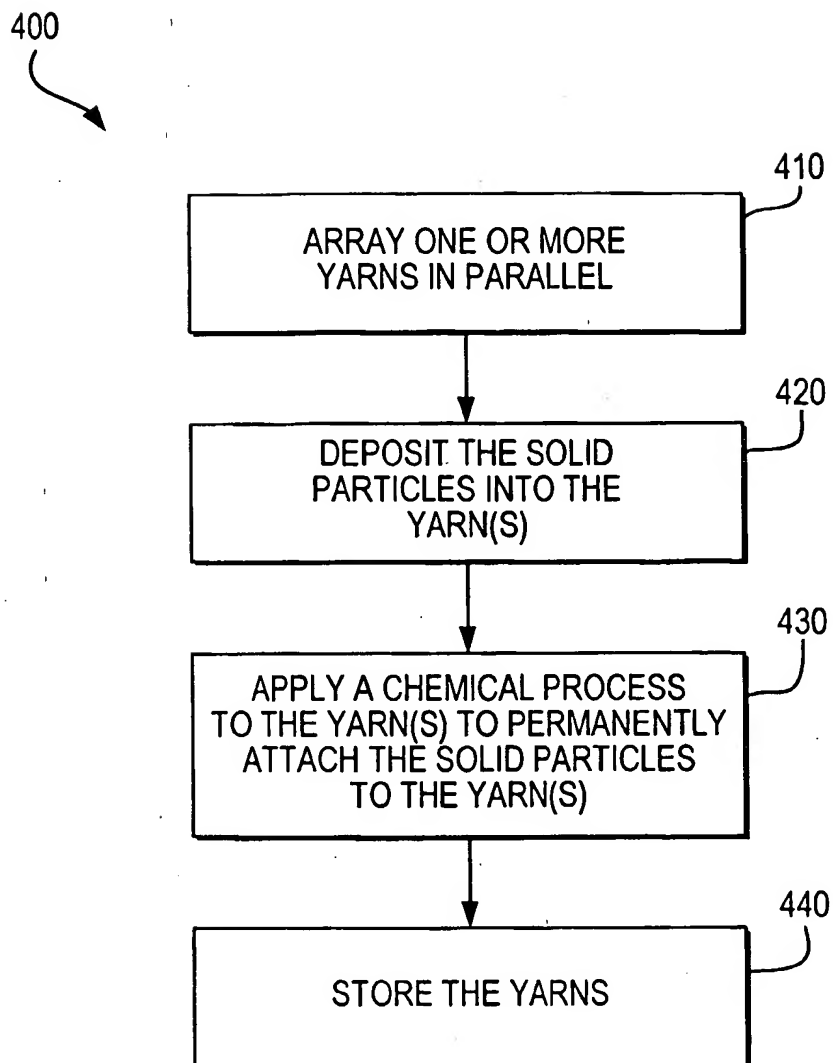 400
410
ARRAY ONE OR MORE
YARNS IN PARALLEL
420
DEPOSIT THE SOLID
PARTICLES INTO THE
YARN(S)
430
APPLY A CHEMICAL PROCESS
TO THE YARN(S) TO PERMANENTLY
ATTACH THE SOLID PARTICLES
TO THE YARN(S)
440
STORE THE YARNS